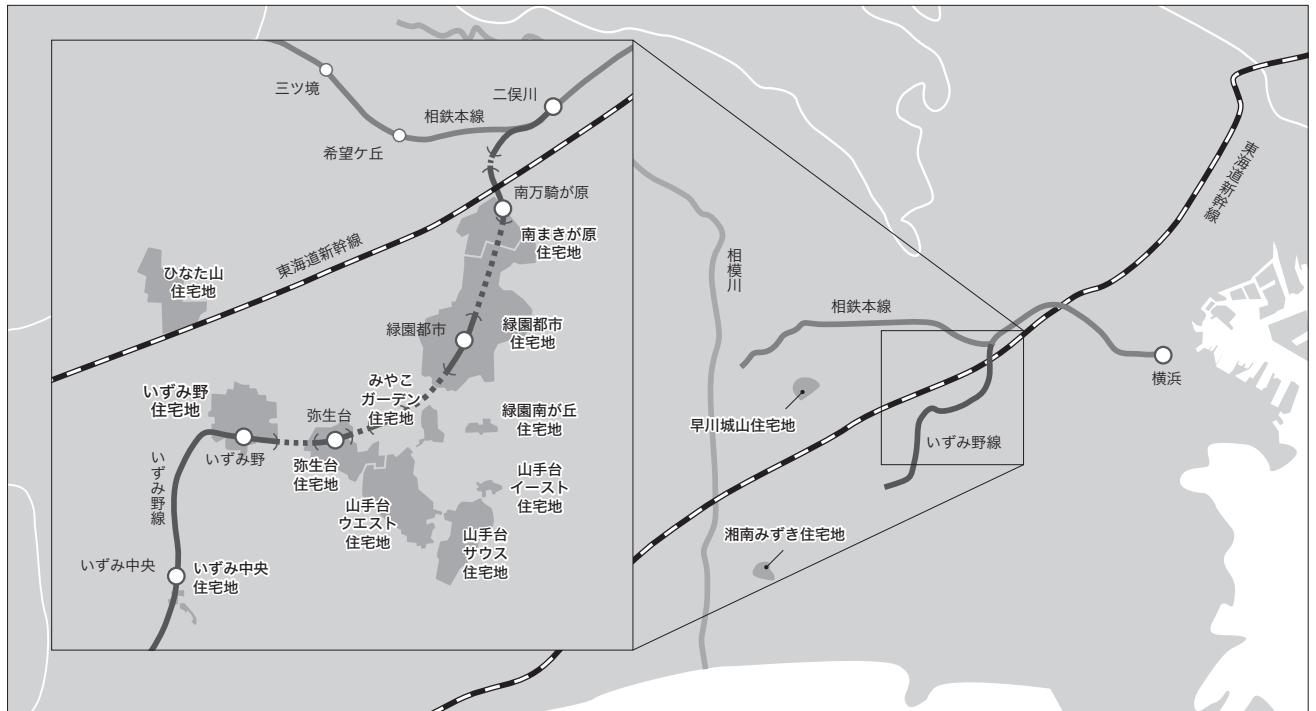 三ツ境
二俣川
相鉄本線
希望ケ丘
南万騎が原
南まきが原
住宅地
東海道新幹線
ひなた山
住宅地
緑園都市
緑園都市
住宅地
みやこ
ガーデン
住宅地
いずみ野
住宅地
弥生台
緑園南が丘
住宅地
いずみ野
弥生台
住宅地
いずみ野線
山手台
イースト
住宅地
山手台
ウエスト
住宅地
山手台
サウス
住宅地
いずみ中央
いずみ中央
住宅地
東海道新幹線
相模川
相鉄本線
横浜
早川城山住宅地
いずみ野線
湘南みずき住宅地